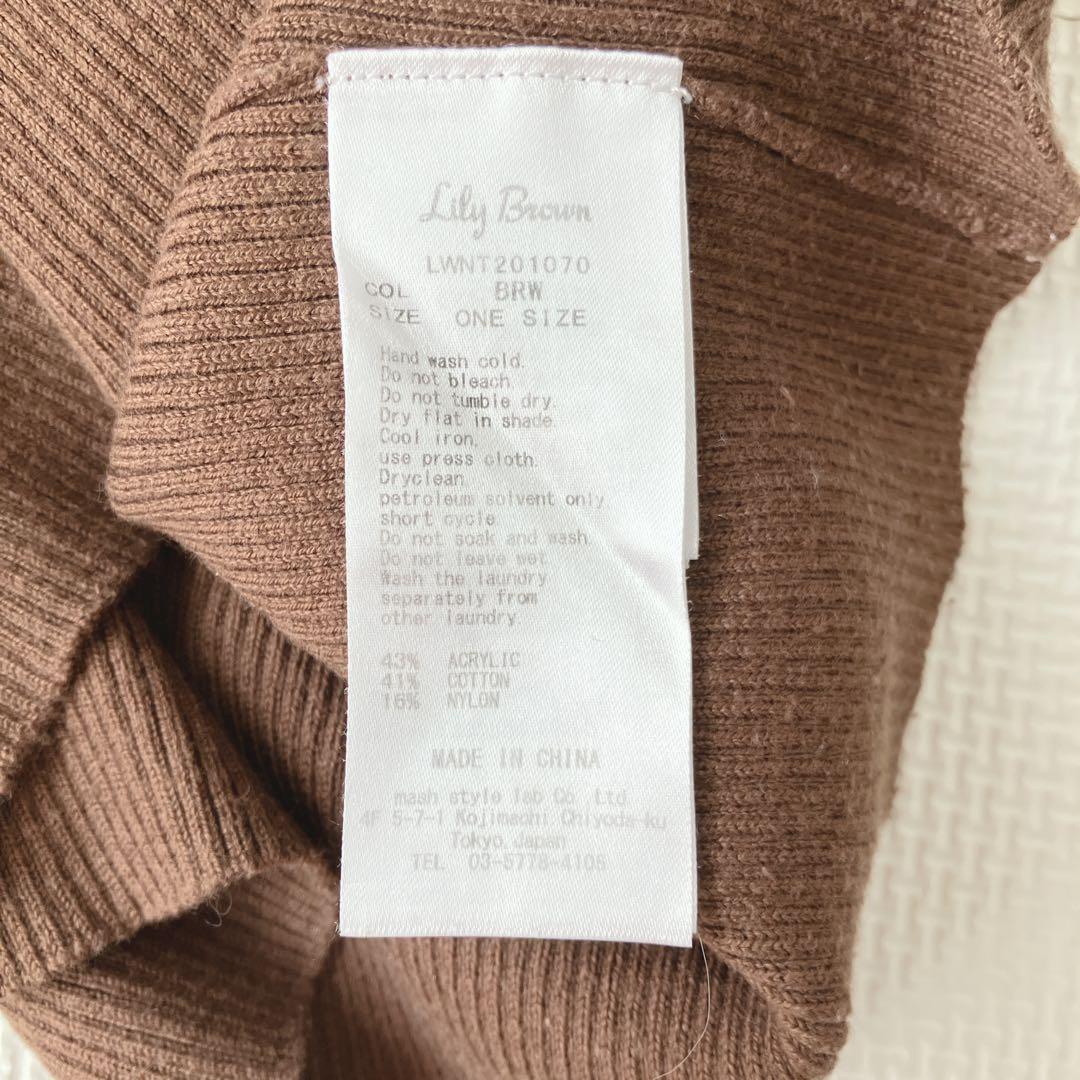 Lily Brown
LWNT201070
COL BRW
SIZE ONE SIZE
Hand wash cold.
Do not bleach.
Do not tumble dry.
Dry flat in shade.
Cool iron.
use press cloth.
Dryclean.
petroleum solvent only.
short cycle.
Do not soak and wash.
Do not leave wet.
Wash the laundry
separately from
other laundry.
43% ACRYLIC
41% COTTON
16% NYLON
MADE IN CHINA
mash style lab Co. Ltd
4F 5-7-1 Kojimachi Chiyoda-ku
Tokyo, Japan
TEL 03-5778-4106